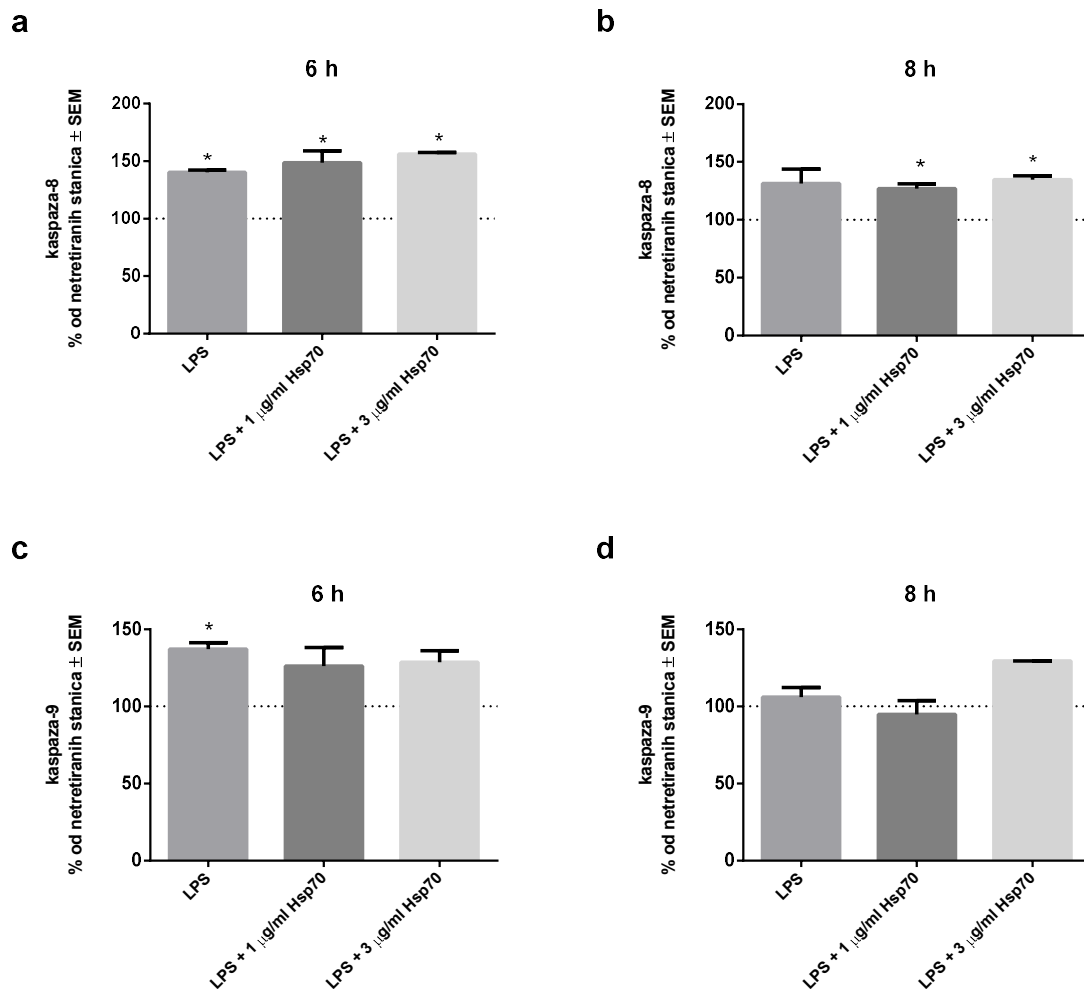 a
6 h
kaspaza-8
% od netretiranih stanica ± SEM
200
150
100
50
0
*
*
*
LPS
LPS + 1 μg/ml Hsp70
LPS + 3 μg/ml Hsp70
b
8 h
kaspaza-8
% od netretiranih stanica ± SEM
200
150
100
50
0
*
*
LPS
LPS + 1 μg/ml Hsp70
LPS + 3 μg/ml Hsp70
c
6 h
kaspaza-9
% od netretiranih stanica ± SEM
150
100
50
0
*
LPS
LPS + 1 μg/ml Hsp70
LPS + 3 μg/ml Hsp70
d
8 h
kaspaza-9
% od netretiranih stanica ± SEM
150
100
50
0
LPS
LPS + 1 μg/ml Hsp70
LPS + 3 μg/ml Hsp70